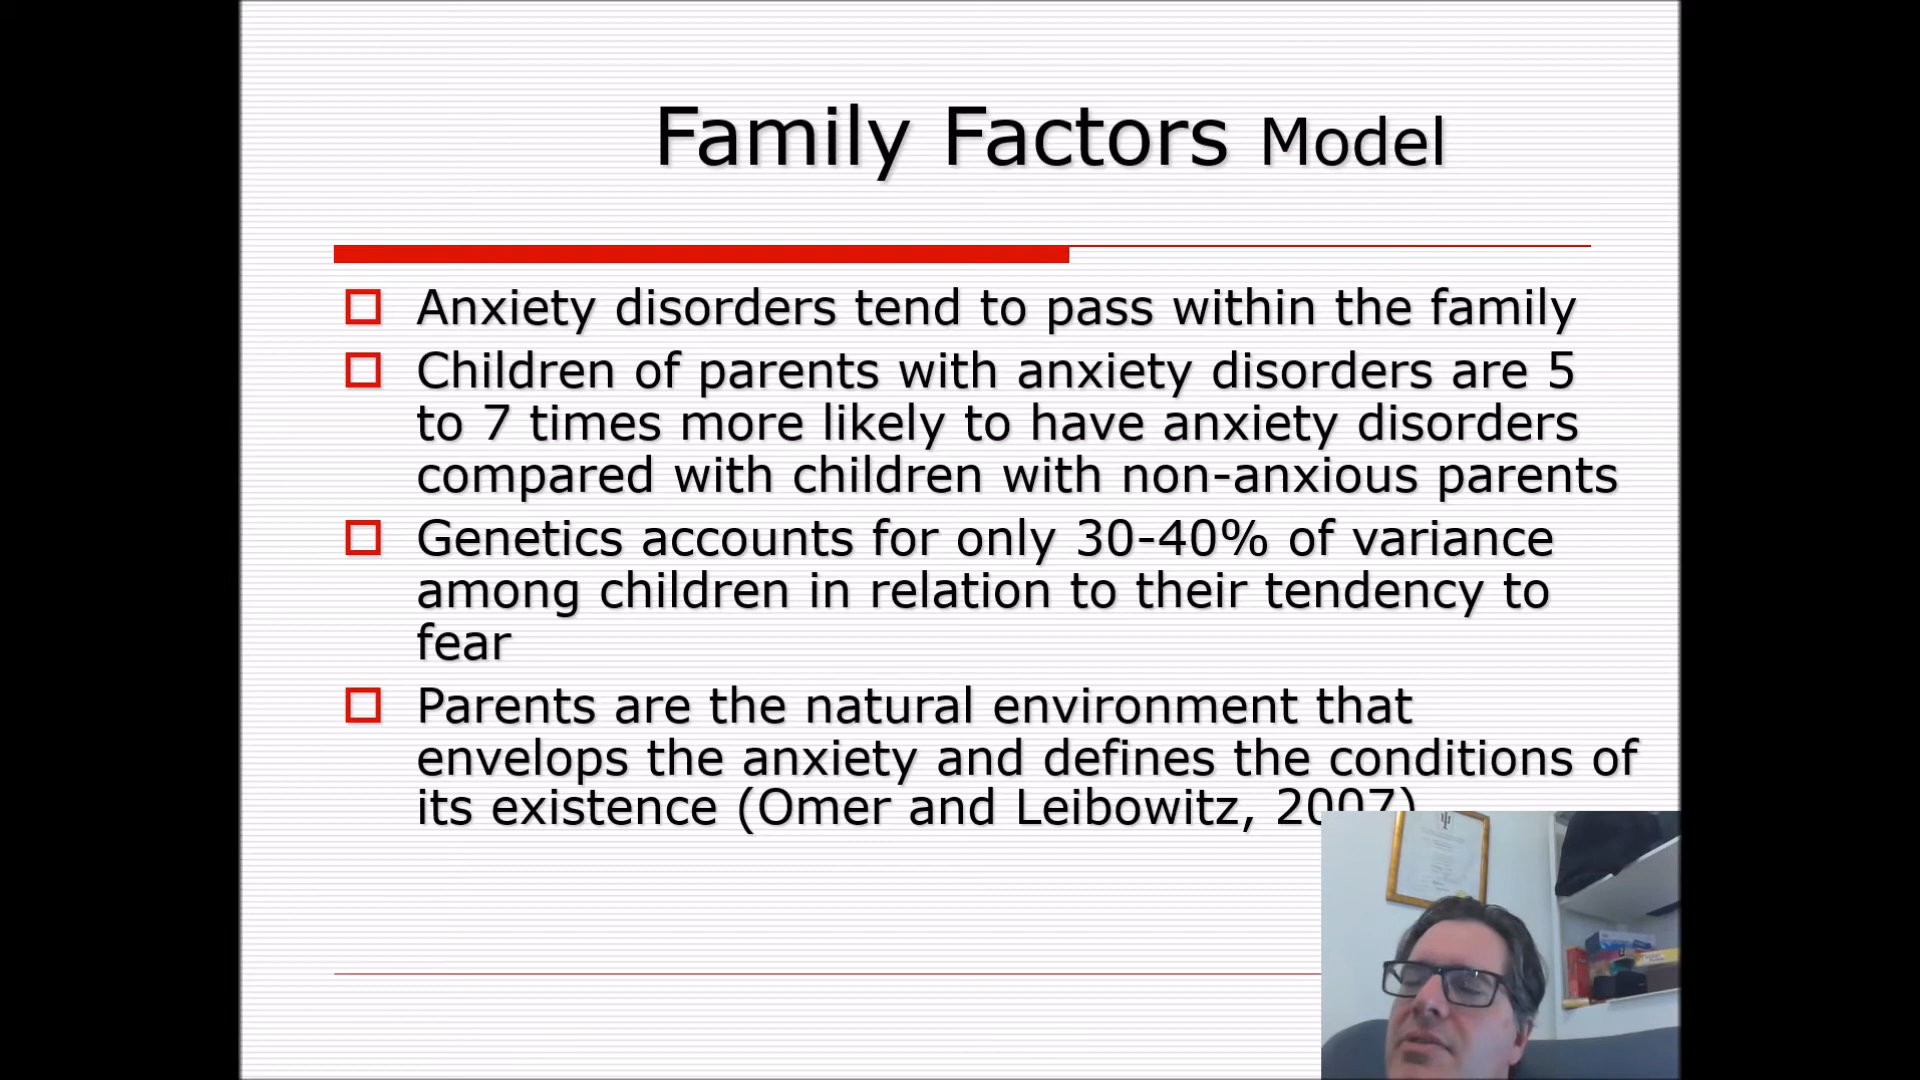 Family Factors Model
Anxiety disorders tend to pass within the family
Children of parents with anxiety disorders are 5
to 7 times more likely to have anxiety disorders
compared with children with non-anxious parents
Genetics accounts for only 30-40% of variance
among children in relation to their tendency to
fear
Parents are the natural environment that
envelops the anxiety and defines the conditions of
its existence (Omer and Leibowitz, 2007)